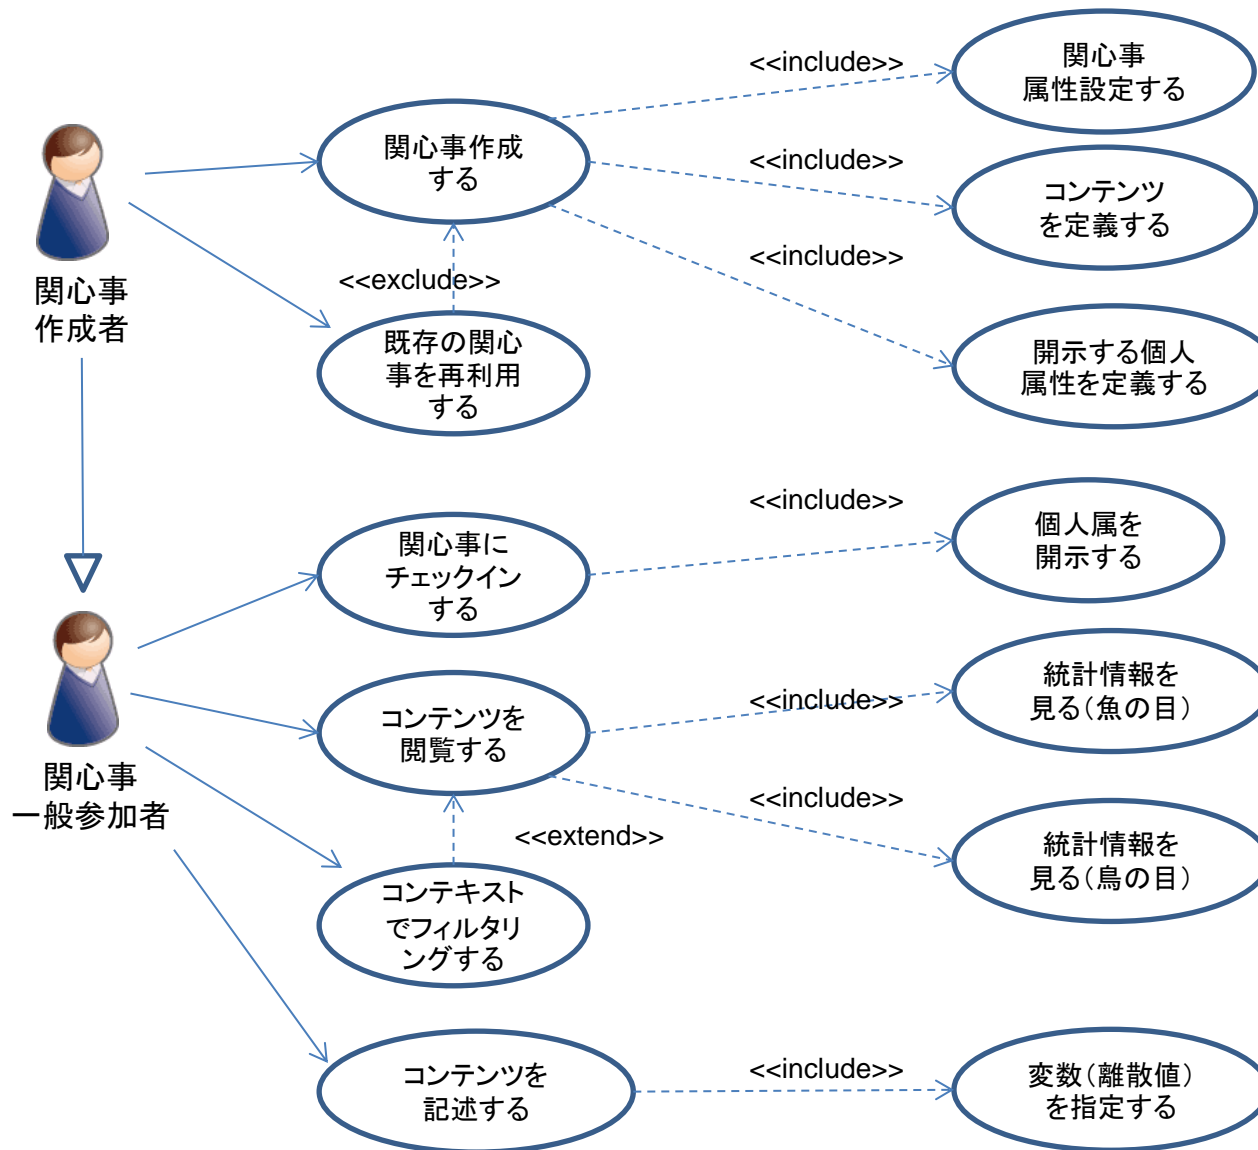 <<include>>
関心事
属性設定する
関心事作成
する
<<include>>
コンテンツ
を定義する
<<include>>
<<exclude>>
関心事
作成者
既存の関心
事を再利用
する
開示する個人
属性を定義する
<<include>>
関心事に
チェックイン
する
個人属を
開示する
コンテンツを
閲覧する
<<include>>
統計情報を
見る(魚の目)
関心事
一般参加者
<<include>>
<<extend>>
統計情報を
見る(鳥の目)
コンテキスト
でフィルタリ
ングする
コンテンツを
記述する
<<include>>
変数(離散値)
を指定する